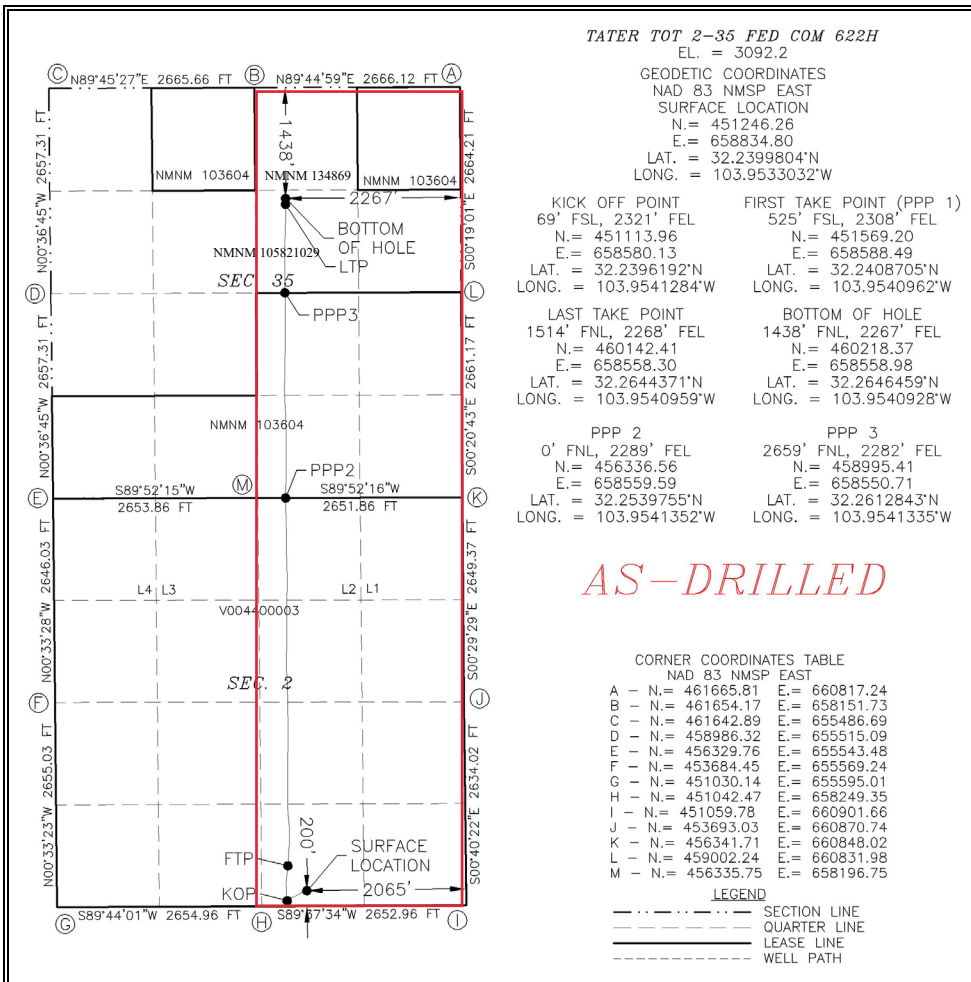 TATER TOT 2-35 FED COM 622H
EL. = 3092.2
GEODETIC COORDINATES
NAD 83 NMSP EAST
SURFACE LOCATION
N.= 451246.26
E.= 658834.80
LAT. = 32.2399804°N
LONG. = 103.9533032°W
KICK OFF POINT
69' FSL, 2321' FEL
N.= 451113.96
E.= 658580.13
LAT. = 32.2396192°N
LONG. = 103.9541284°W
FIRST TAKE POINT (PPP 1)
525' FSL, 2308' FEL
N.= 451569.20
E.= 658588.49
LAT. = 32.2408705°N
LONG. = 103.9540962°W
LAST TAKE POINT
1514' FNL, 2268' FEL
N.= 460142.41
E.= 658558.30
LAT. = 32.2644371°N
LONG. = 103.9540959°W
BOTTOM OF HOLE
1438' FNL, 2267' FEL
N.= 460218.37
E.= 658558.98
LAT. = 32.2646459°N
LONG. = 103.9540928°W
PPP 2
0' FNL, 2289' FEL
N.= 456336.56
E.= 658559.59
LAT. = 32.2539755°N
LONG. = 103.9541352°W
PPP 3
2659' FNL, 2282' FEL
N.= 458995.41
E.= 658550.71
LAT. = 32.2612843°N
LONG. = 103.9541335°W
AS-DRILLED
CORNER COORDINATES TABLE
NAD 83 NMSP EAST
A - N.= 461665.81 E.= 660817.24
B - N.= 461654.17 E.= 658151.73
C - N.= 461642.89 E.= 655486.69
D - N.= 458986.32 E.= 655515.09
E - N.= 456329.76 E.= 655543.48
F - N.= 453684.45 E.= 655569.24
G - N.= 451030.14 E.= 655595.01
H - N.= 451042.47 E.= 658249.35
I - N.= 451059.78 E.= 660901.66
J - N.= 453693.03 E.= 660870.74
K - N.= 456341.71 E.= 660848.02
L - N.= 459002.24 E.= 660831.98
M - N.= 456335.75 E.= 658196.75
LEGEND
SECTION LINE
QUARTER LINE
LEASE LINE
WELL PATH
C
N89°45'27"E 2665.66 FT
B
N89°44'59"E 2666.12 FT
A
N00°36'45"W 2657.31 FT
1438'
S00°19'01"E 2664.21 FT
NMNM 103604
NMNM 134869
NMNM 103604
2267'
BOTTOM
OF HOLE
NMNM 105821029
LTP
SEC 35
D
L
PPP3
N00°36'45"W 2657.31 FT
S00°20'43"E 2661.17 FT
NMNM 103604
PPP2
E
S89°52'15"W
2653.86 FT
M
S89°52'16"W
2651.86 FT
K
N00°33'28"W 2646.03 FT
S00°29'29"E 2649.37 FT
L4
L3
L2
L1
V004400003
SEC. 2
F
J
N00°33'23"W 2655.03 FT
S00°40'22"E 2634.02 FT
200'
FTP
SURFACE
LOCATION
KOP
2065'
G
S89°44'01"W 2654.96 FT
H
S89°37'34"W 2652.96 FT
I